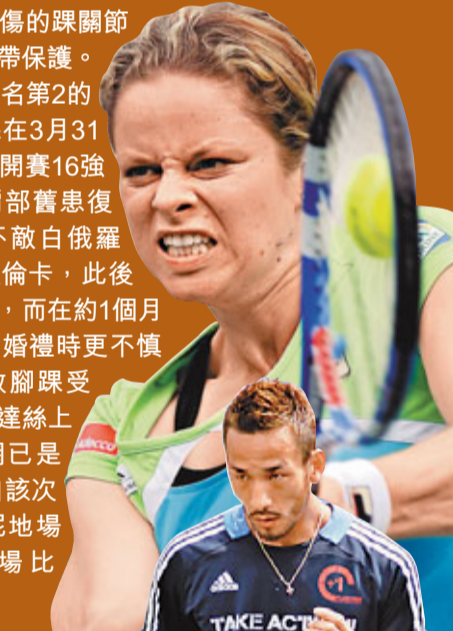 傷的踝關節
帶保護。
名第2的
在3月31
開賽16強
部舊患復
不敵白俄羅
倫卡，此後
，而在約1個月
婚禮時更不慎
腳踝受
達絲上
月已是
該次
泥地場
場比
adecco
adidas
+1
TAKE ACTION